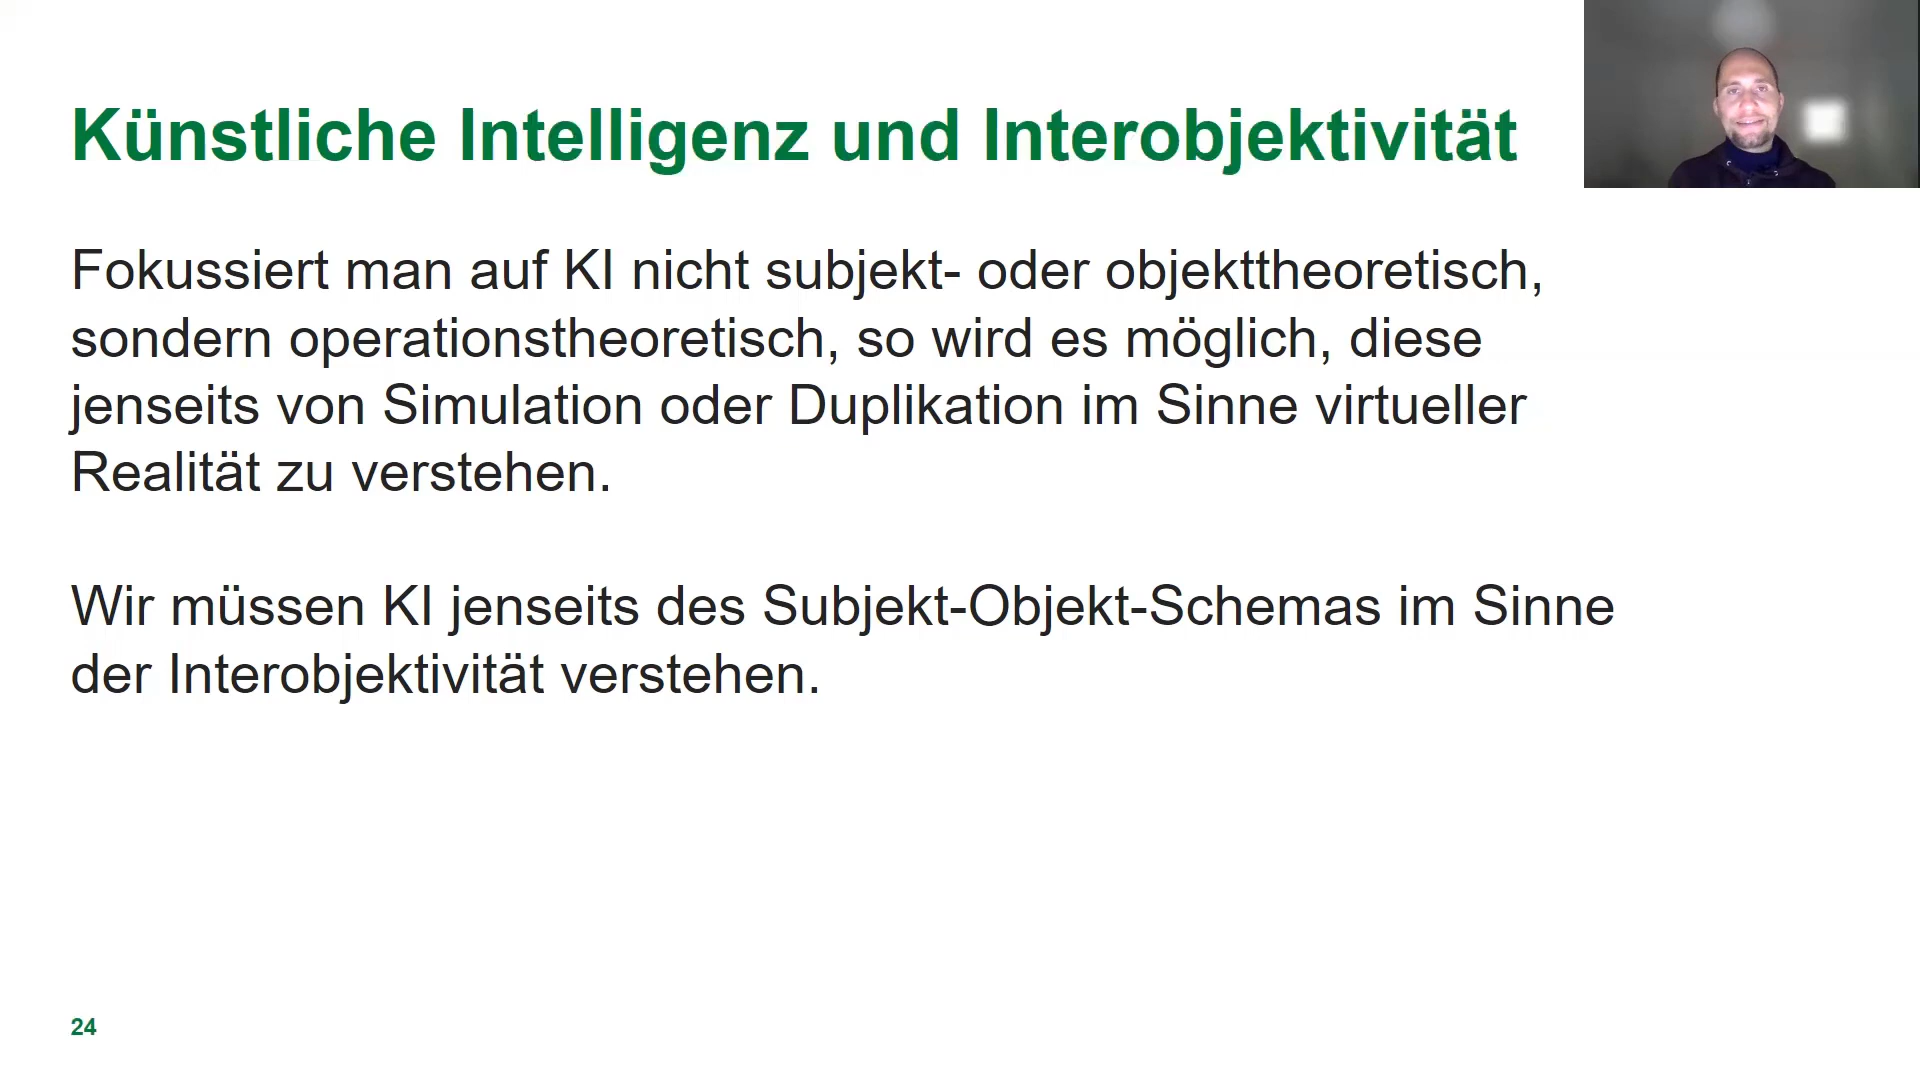 Künstliche Intelligenz und Interobjektivität
Fokussiert man auf KI nicht subjekt- oder objekttheoretisch,
sondern operationstheoretisch, so wird es möglich, diese
jenseits von Simulation oder Duplikation im Sinne virtueller
Realität zu verstehen.
Wir müssen KI jenseits des Subjekt-Objekt-Schemas im Sinne
der Interobjektivität verstehen.
24